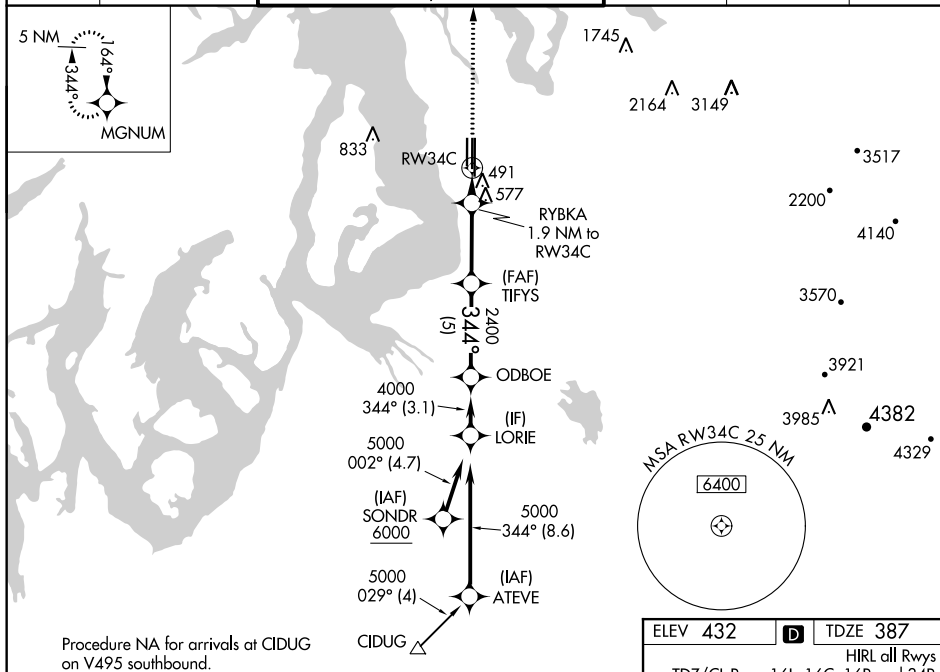 5 NM
344°
164°
MGNUM
1745
2164
3149
833
RW34C
491
577
3517
2200
4140
RYBKA
1.9 NM to
RW34C
(FAF)
TIFYS
3570
2400
344°
(5)
ODBOE
3921
4000
344° (3.1)
(IF)
LORIE
3985
4382
4329
5000
002° (4.7)
MSA RW34C 25 NM
6400
(IAF)
SONDR
6000
5000
344° (8.6)
5000
029° (4)
(IAF)
ATEVE
CIDUG
Procedure NA for arrivals at CIDUG
on V495 southbound.
ELEV 432
D
TDZE 387
HIRL all Rwys